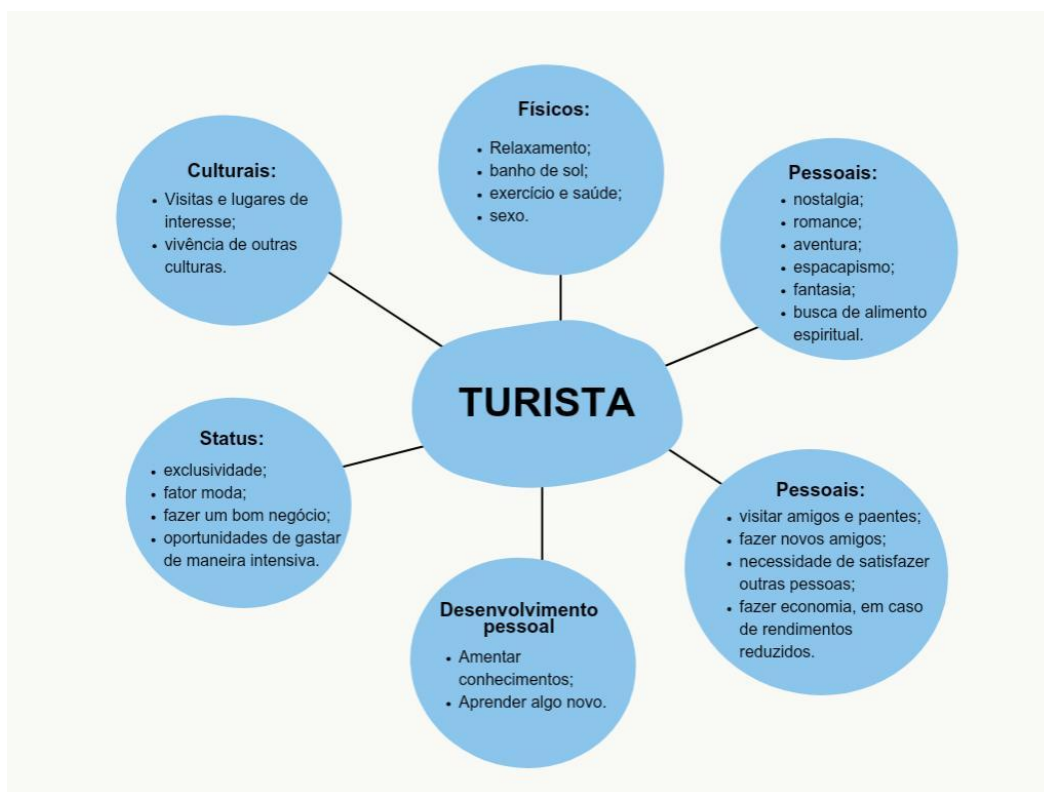 Físicos:
• Relaxamento;
• banho de sol;
• exercício e saúde;
• sexo.
Culturais:
• Visitas e lugares de
interesse;
• vivência de outras
culturas.
Pessoais:
• nostalgia;
• romance;
• aventura;
• espacapismo;
• fantasia;
• busca de alimento
espiritual.
TURISTA
Status:
• exclusividade;
• fator moda;
• fazer um bom negócio;
• oportunidades de gastar
de maneira intensiva.
Pessoais:
• visitar amigos e paentes;
• fazer novos amigos;
• necessidade de satisfazer
outras pessoas;
• fazer economia, em caso
de rendimentos
reduzidos.
Desenvolvimento
pessoal
• Amentar
conhecimentos;
• Aprender algo novo.